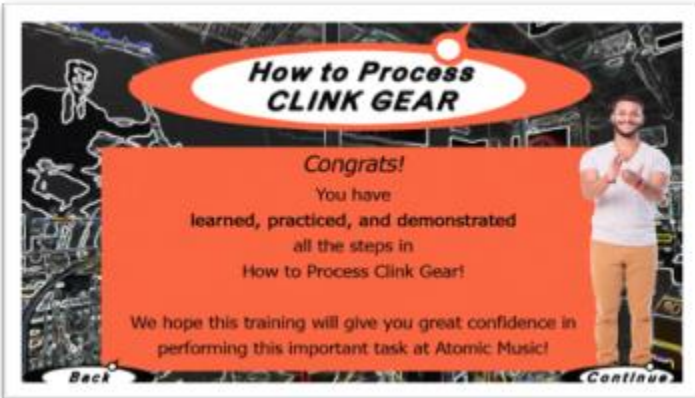 How to Process
CLINK GEAR
Congrats!
You have
learned, practiced, and demonstrated
all the steps in
How to Process Clink Gear!
We hope this training will give you great confidence in
performing this important task at Atomic Music!
Back
Continue